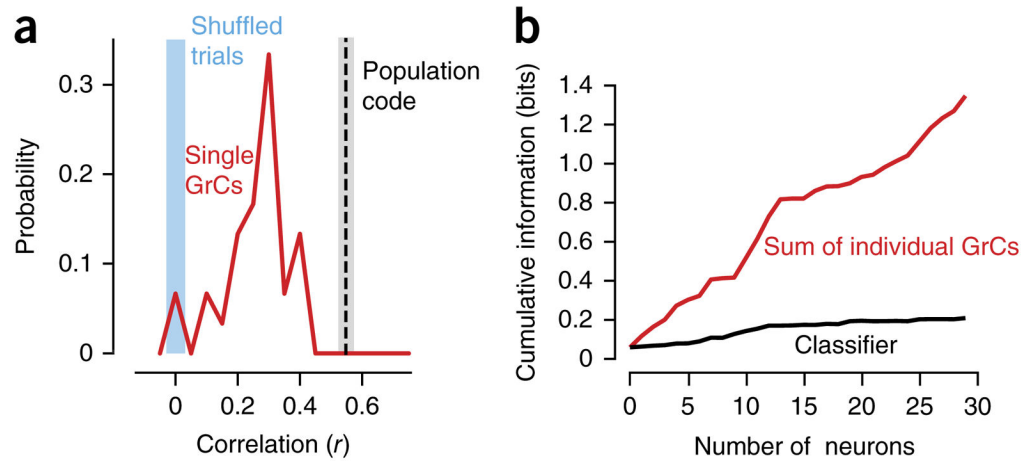 a
Shuffled
trials
Population
code
Single
GrCs
Probability
0.3
0.2
0.1
0
0
0.2
0.4
0.6
Correlation (r)
b
Cumulative information (bits)
1.4
1.2
1.0
0.8
0.6
0.4
0.2
0
Sum of individual GrCs
Classifier
0
5
10
15
20
25
30
Number of neurons